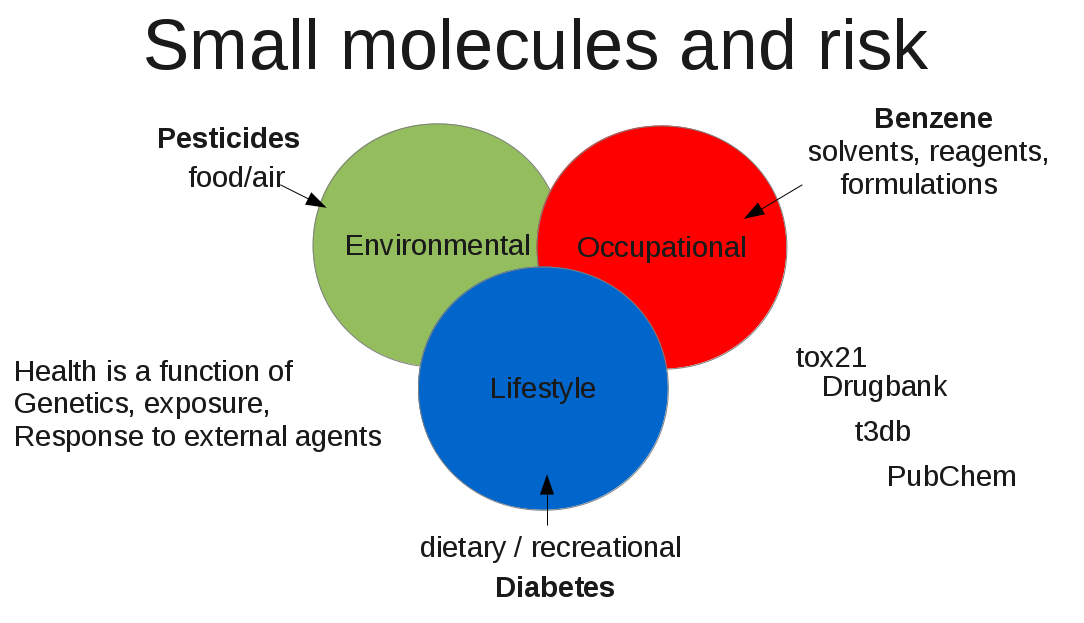 Small molecules and risk
Pesticides
food/air
Benzene
solvents, reagents,
formulations
Environmental
Occupational
Lifestyle
Health is a function of
Genetics, exposure,
Response to external agents
tox21
Drugbank
t3db
PubChem
dietary / recreational
Diabetes